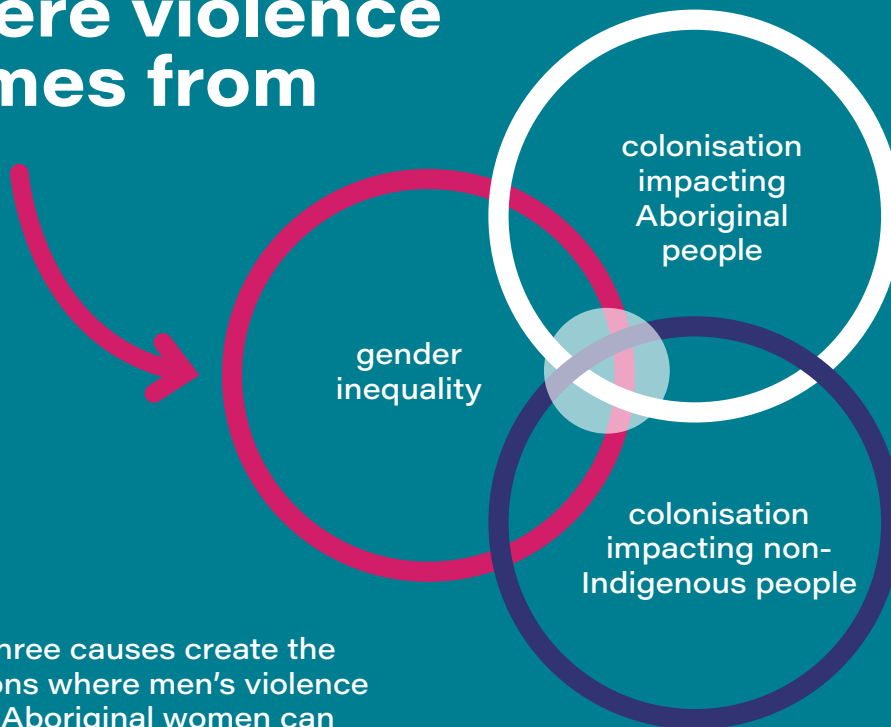 ere violence
mes from
colonisation
impacting
Aboriginal
people
gender
inequality
colonisation
impacting non-
Indigenous people
hree causes create the
ons where men's violence
Aboriginal women can